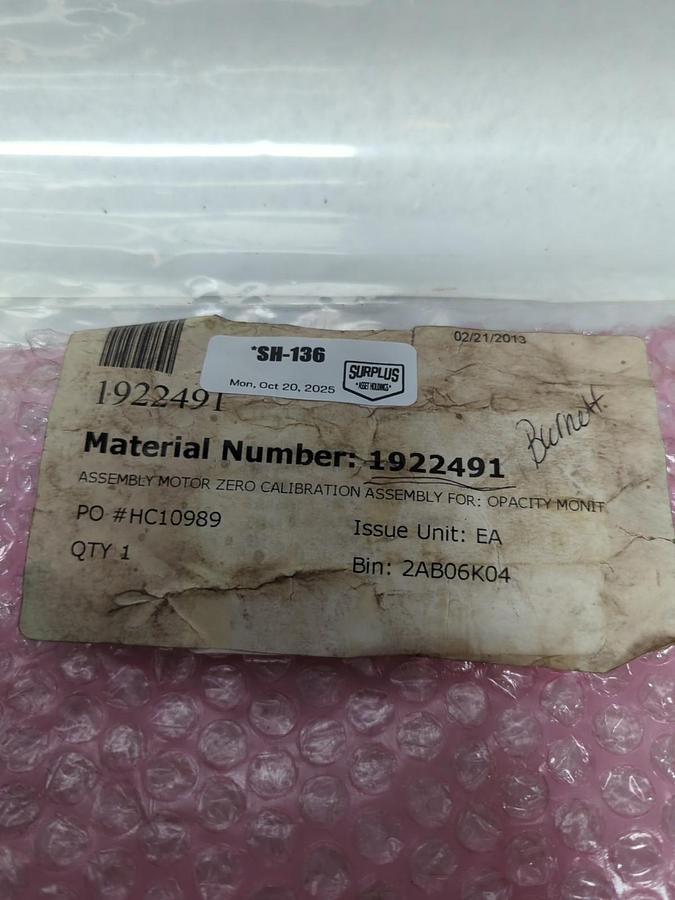 02/21/2013
*SH-136
SURPLUS
ASSET HOLDINGS
Mon, Oct 20, 2025
1922491
Burnett
Material Number: 1922491
ASSEMBLY MOTOR ZERO CALIBRATION ASSEMBLY FOR: OPACITY MONIT
PO #HC10989
Issue Unit: EA
QTY 1
Bin: 2AB06K04